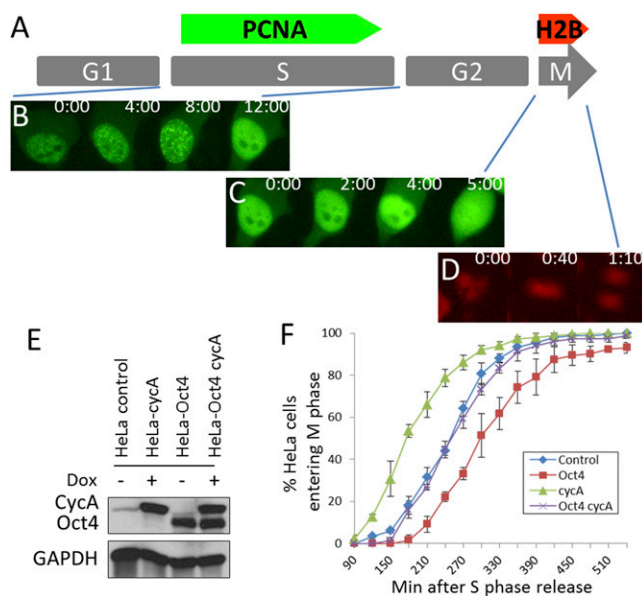 A
PCNA
H2B
G1
S
G2
M
B
0:00 4:00 8:00 12:00
C
0:00 2:00 4:00 5:00
D
0:00 0:40 1:10
E
HeLa control
HeLa-cycA
HeLa-Oct4
HeLa-Oct4 cycA
Dox - + - +
CycA
Oct4
GAPDH
F
% HeLa cells
entering M phase
100
80
60
40
20
0
90 150 210 270 330 390 450 510
Min after S phase release
Control
Oct4
cycA
Oct4 cycA